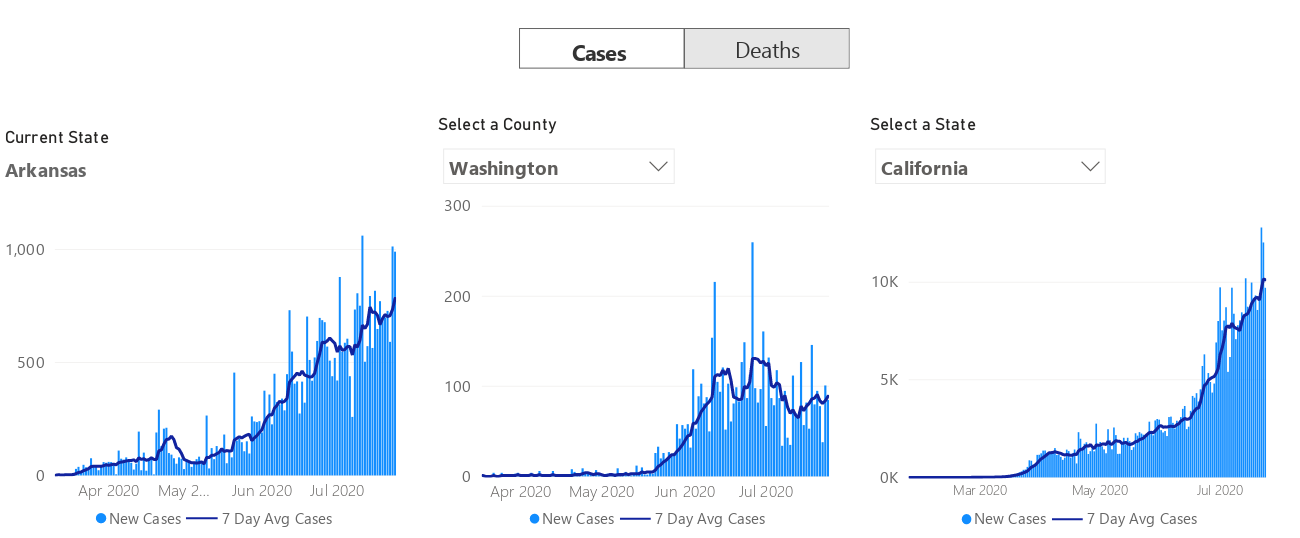 Cases
Deaths
Current State
Arkansas
1,000
500
0
Apr 2020
May 2...
Jun 2020
Jul 2020
New Cases
7 Day Avg Cases
Select a County
Washington
300
200
100
0
Apr 2020
May 2020
Jun 2020
Jul 2020
New Cases
7 Day Avg Cases
Select a State
California
10K
5K
0K
Mar 2020
May 2020
Jul 2020
New Cases
7 Day Avg Cases